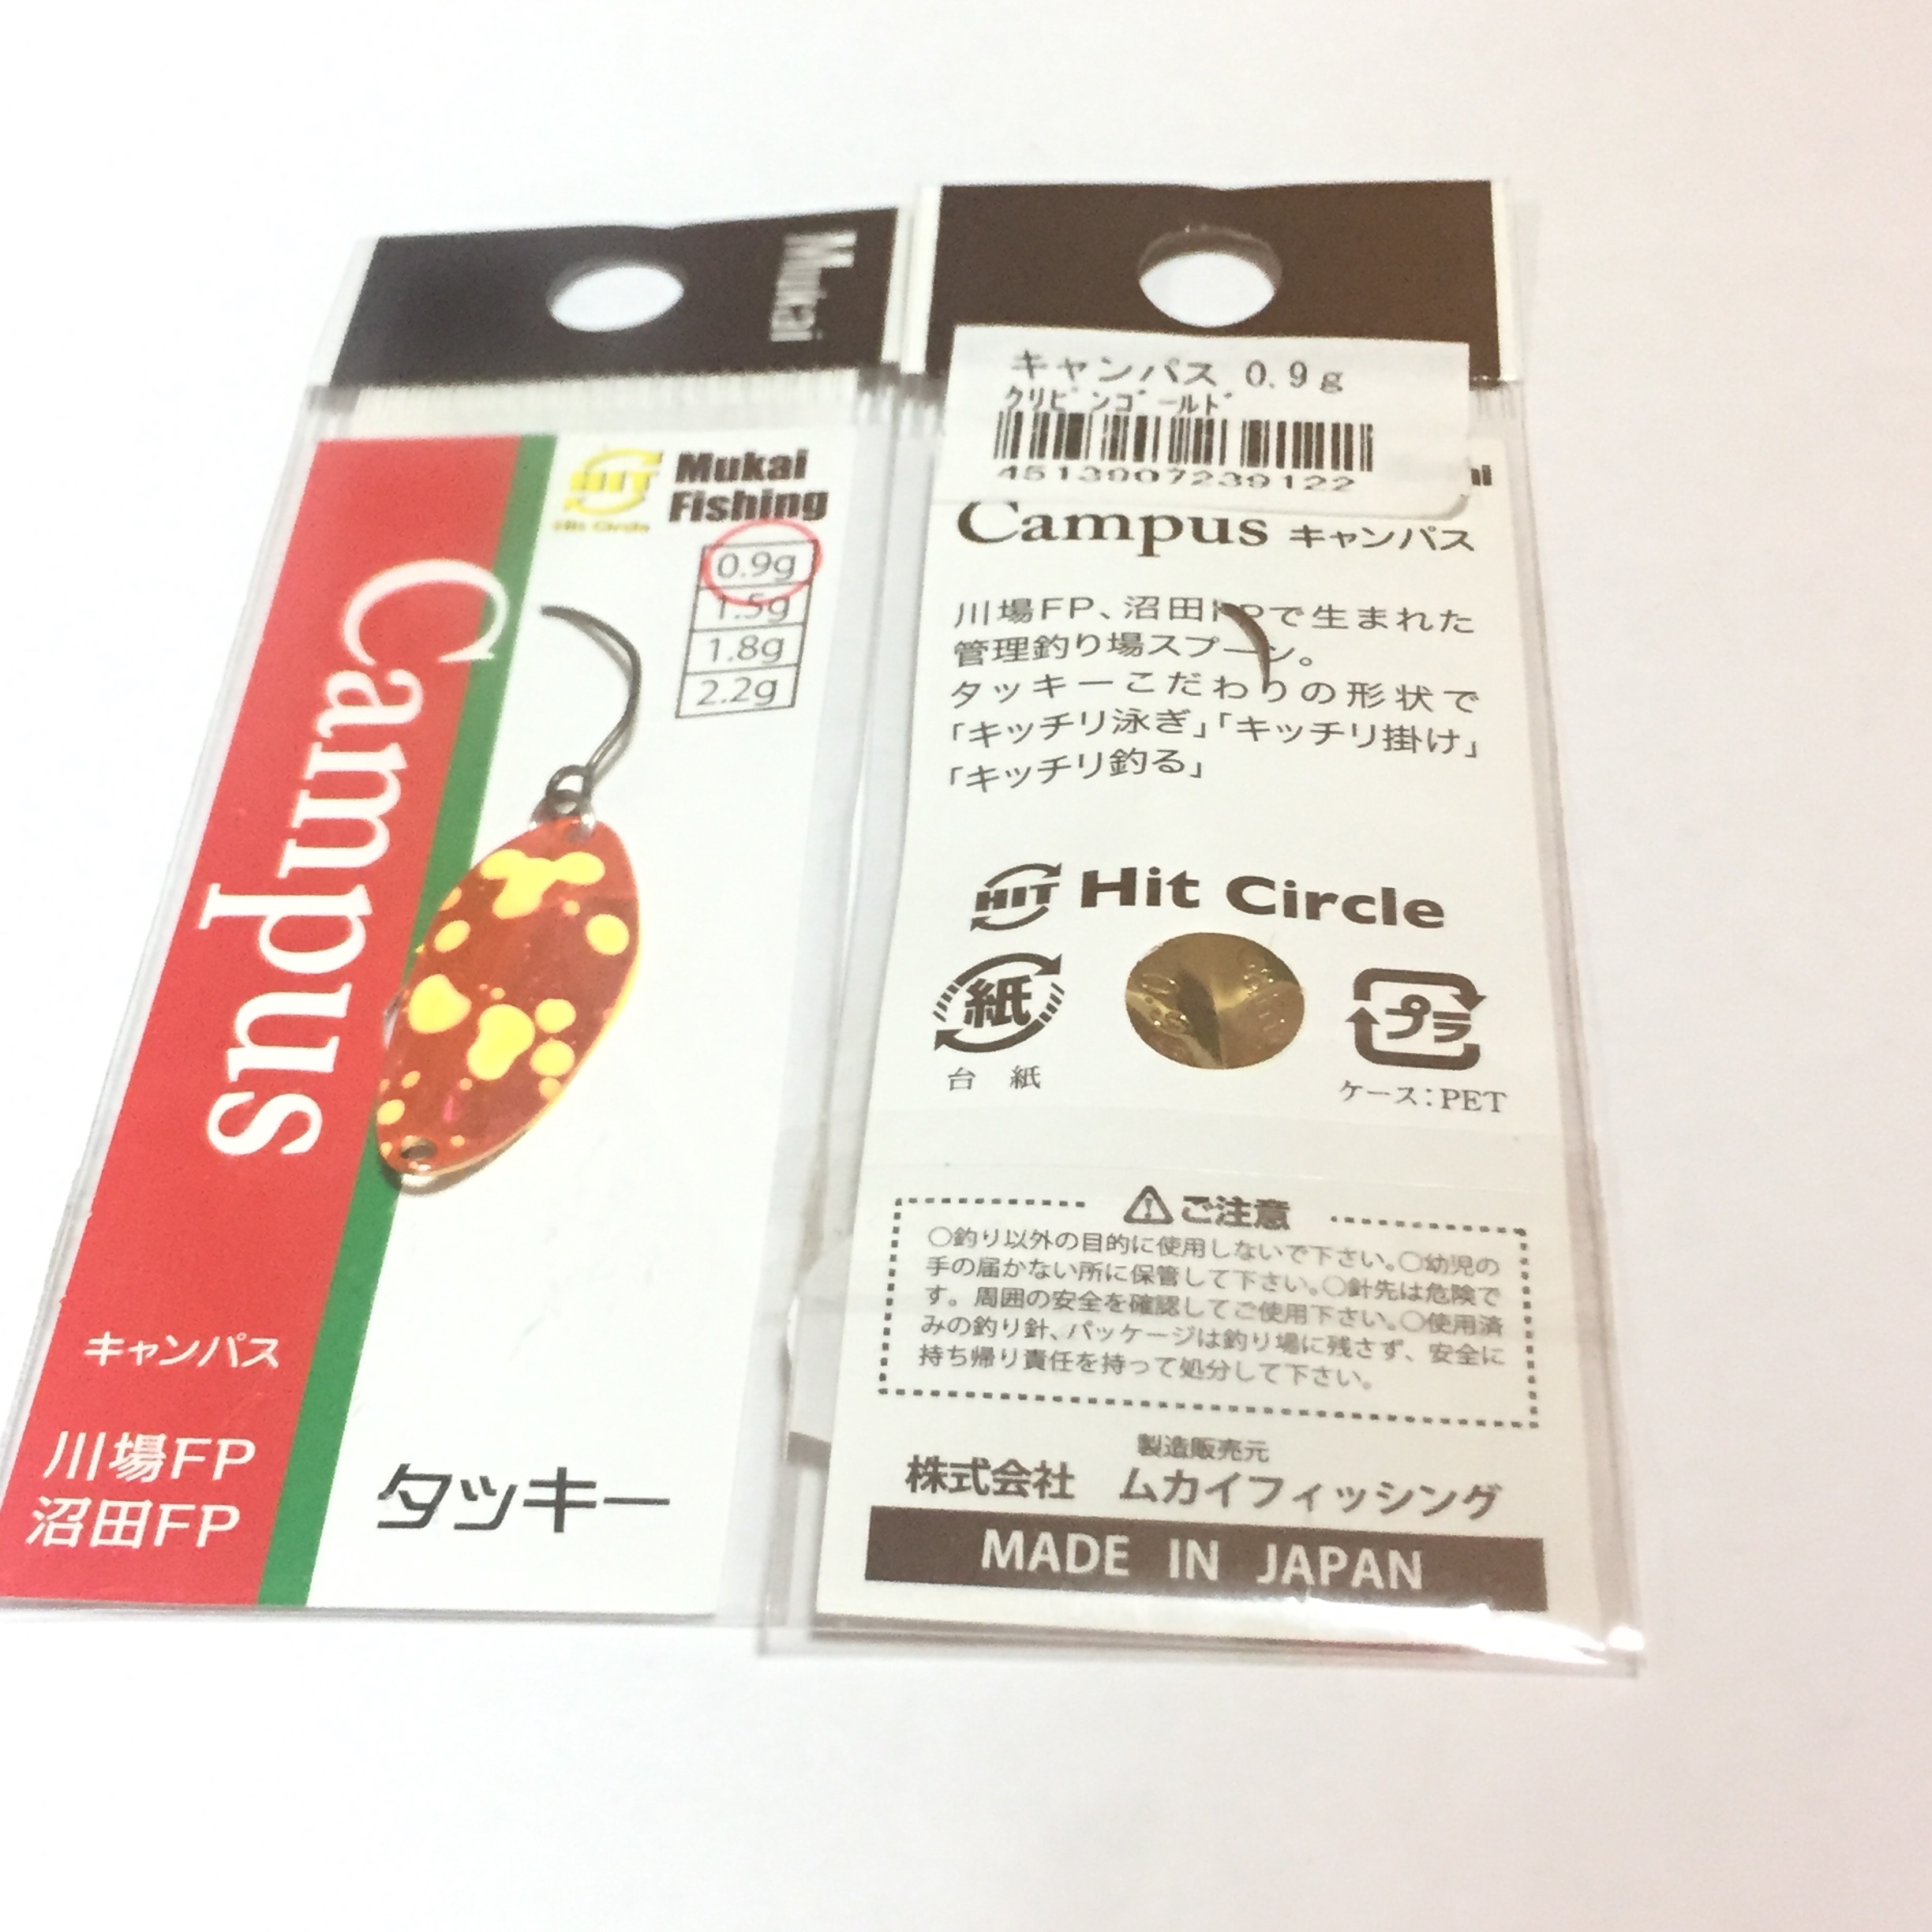 Mukai
HIT
Hit Circle
Mukai
Fishing
0.9g
1.5g
1.8g
2.2g
Campus
キャンパス
川場FP
沼田FP
タッキー
キャンパス 0.9g
クリピンゴールド
4513907239122
Campus キャンパス
川場FP、沼田FPで生まれた
管理釣り場スプーン。
タッキーこだわりの形状で
「キッチリ泳ぎ」「キッチリ掛け」
「キッチリ釣る」
HIT Hit Circle
紙
台 紙
プラ
ケース:PET
ご注意
○釣り以外の目的に使用しないで下さい。○幼児の
手の届かない所に保管して下さい。○針先は危険で
す。周囲の安全を確認してご使用下さい。○使用済
みの釣り針、パッケージは釣り場に残さず、安全に
持ち帰り責任を持って処分して下さい。
製造販売元
株式会社 ムカイフィッシング
MADE IN JAPAN